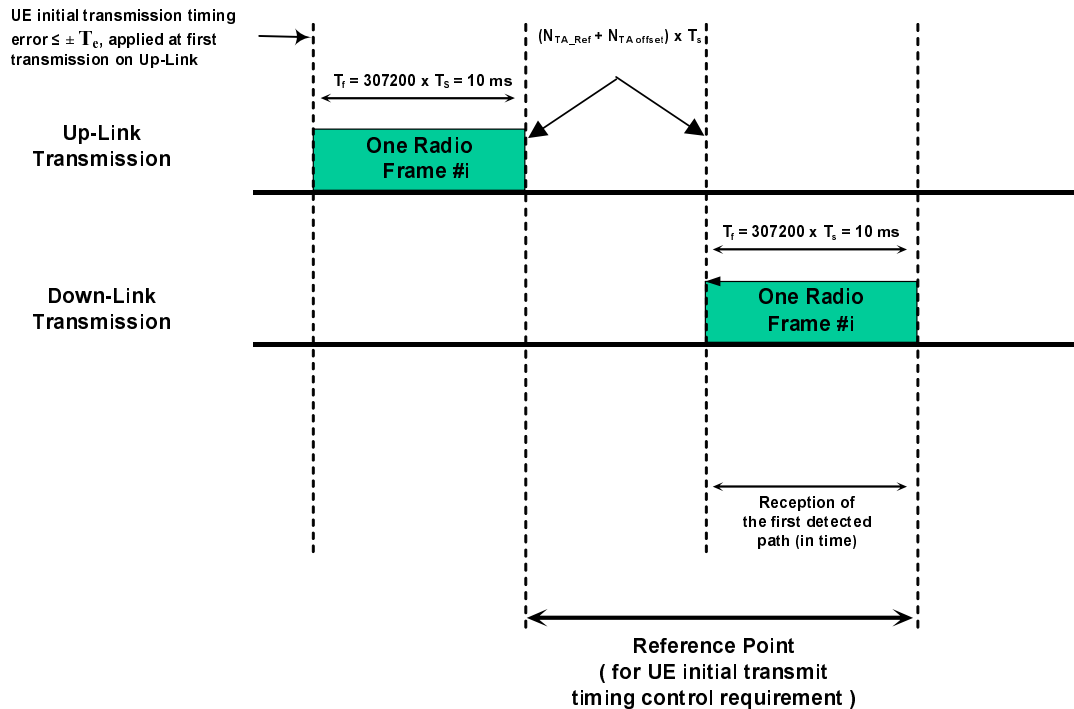 UE initial transmission timing
error ≤ ± Te, applied at first
transmission on Up-Link
(NTA_Ref + NTA offset) x Ts
Tf = 307200 x TS = 10 ms
Up-Link
Transmission
One Radio
Frame #i
Tf = 307200 x Ts = 10 ms
Down-Link
Transmission
One Radio
Frame #i
Reception of
the first detected
path (in time)
Reference Point
( for UE initial transmit
timing control requirement )